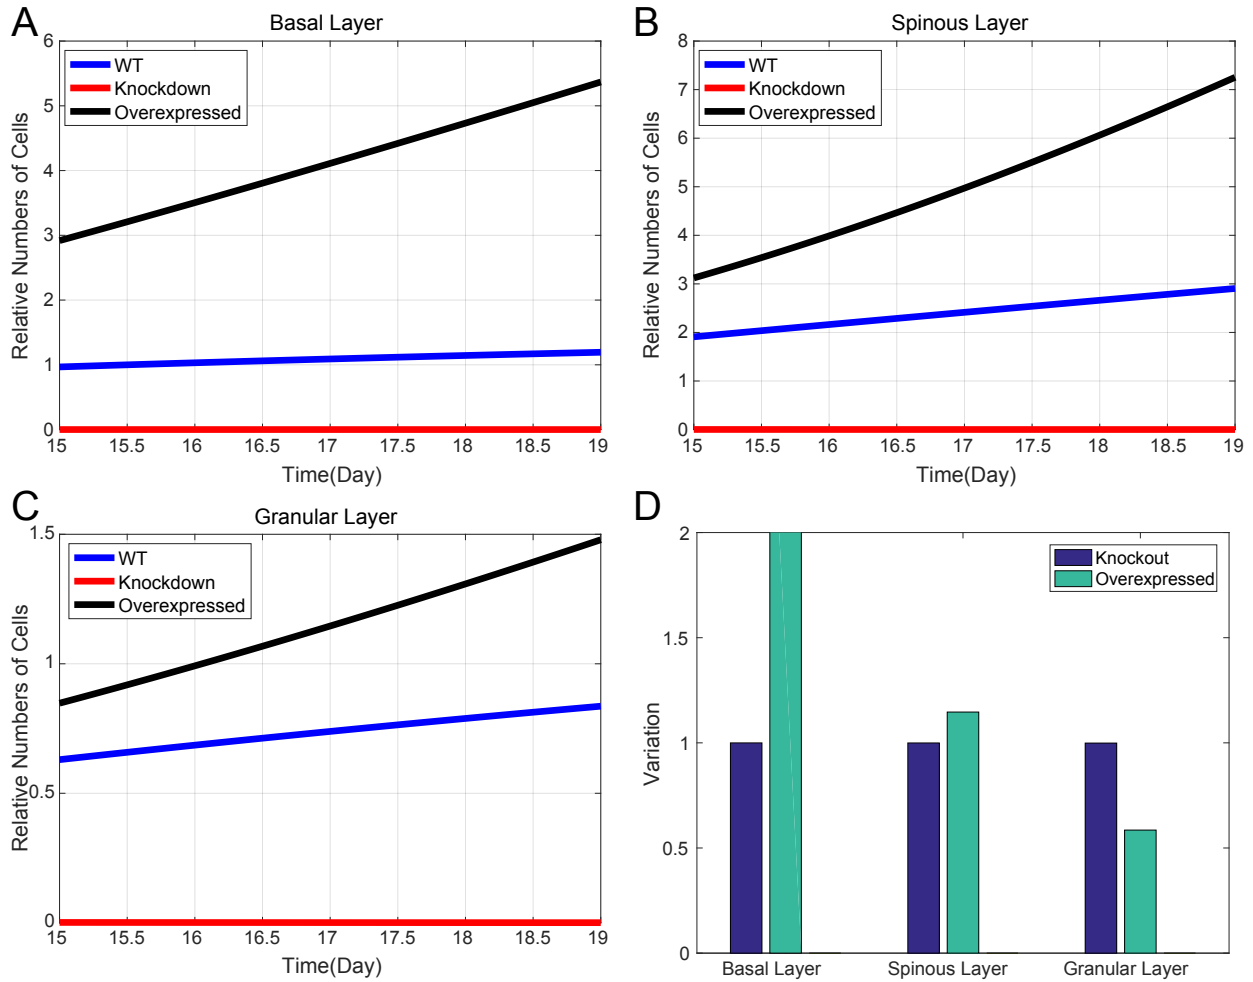 A
Basal Layer
WT
Knockdown
Overexpressed
Relative Numbers of Cells
6
5
4
3
2
1
0
15 15.5 16 16.5 17 17.5 18 18.5 19
Time(Day)
B
Spinous Layer
WT
Knockdown
Overexpressed
Relative Numbers of Cells
8
7
6
5
4
3
2
1
0
15 15.5 16 16.5 17 17.5 18 18.5 19
Time(Day)
C
Granular Layer
WT
Knockdown
Overexpressed
Relative Numbers of Cells
1.5
1
0.5
0
15 15.5 16 16.5 17 17.5 18 18.5 19
Time(Day)
D
Knockout
Overexpressed
Variation
2
1.5
1
0.5
0
Basal Layer Spinous Layer Granular Layer